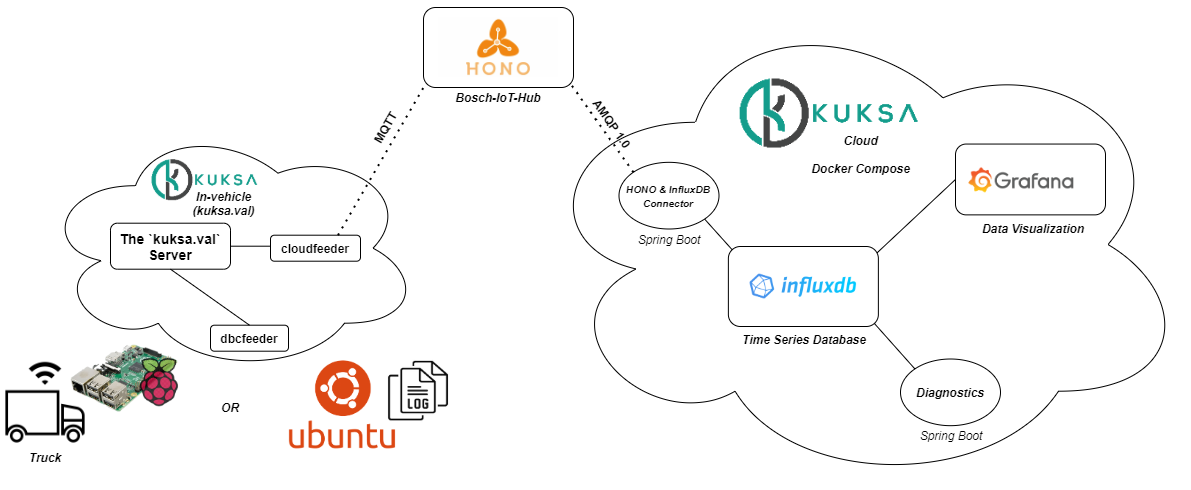 HONO
Bosch-IoT-Hub
MQTT
AMQP 1.0
KUKSA
In-vehicle
(kuksa.val)
The `kuksa.val`
Server
cloudfeeder
dbcfeeder
Truck
OR
ubuntu
LOG
KUKSA
Cloud
Docker Compose
HONO & InfluxDB
Connector
Spring Boot
Grafana
Data Visualization
influxdb
Time Series Database
Diagnostics
Spring Boot